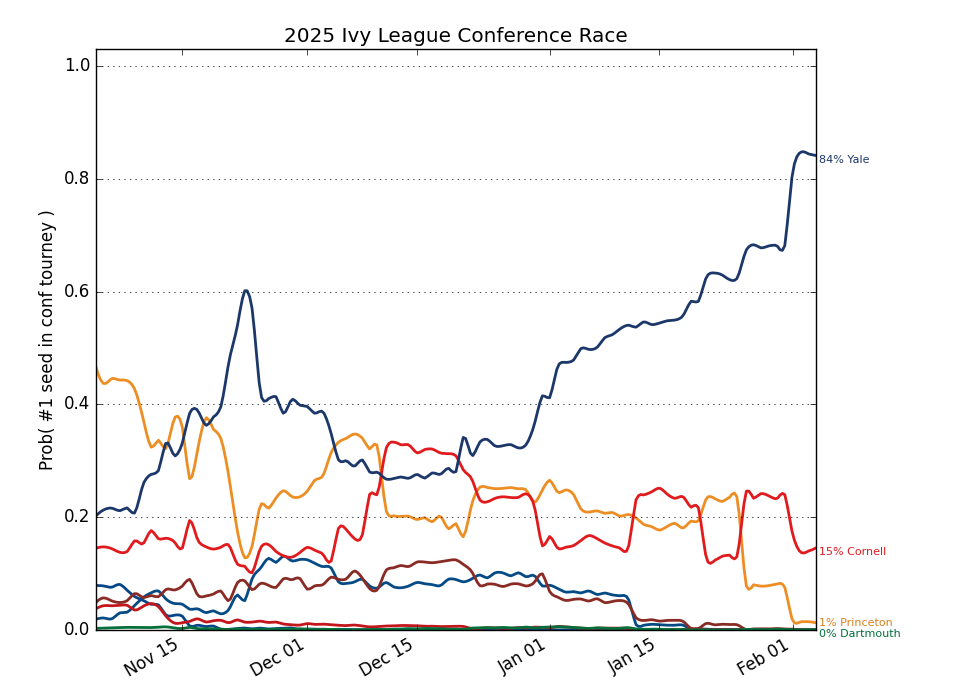 2025 Ivy League Conference Race
Prob( #1 seed in conf tourney )
1.0
0.8
0.6
0.4
0.2
0.0
84% Yale
15% Cornell
1% Princeton
0% Dartmouth
Nov 15
Dec 01
Dec 15
Jan 01
Jan 15
Feb 01